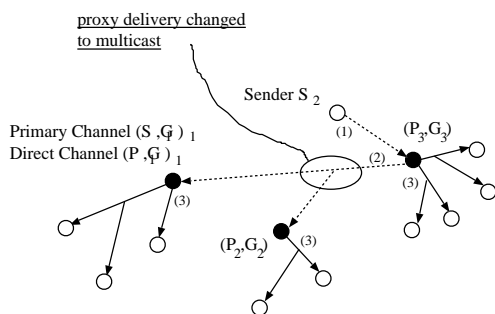 proxy delivery changed
to multicast
Sender S 2
(1)
(P3,G3)
Primary Channel (S1,G1)
Direct Channel (P1,G1)
(2)
(3)
(3)
(P2,G2)
(3)